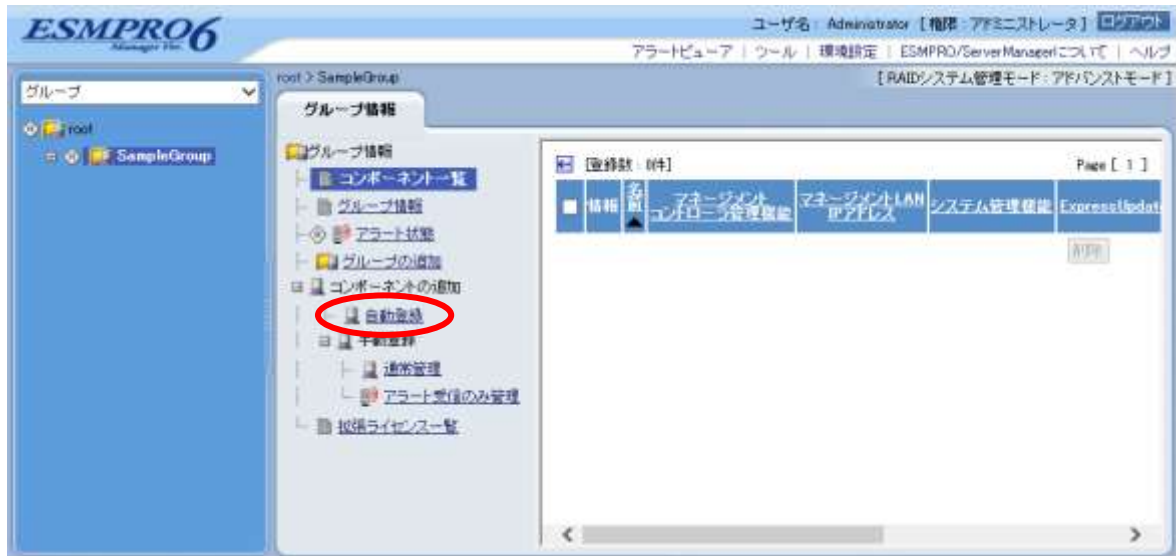 ESMPRO6
Manager Ver.
ユーザ名 : Administrator [ 権限 : アドミニストレータ ] ログアウト
アラートビューア | ツール | 環境設定 | ESMPRO/ServerManagerについて | ヘルプ
グループ
root
SampleGroup
root > SampleGroup
[ RAIDシステム管理モード : アドバンストモード ]
グループ情報
グループ情報
コンポーネント一覧
グループ情報
アラート状態
グループの追加
コンポーネントの追加
自動登録
手動登録
通常管理
アラート受信のみ管理
拡張ライセンス一覧
[登録数 : 0件]
Page [ 1 ]
情報 名前▲ マネージメントコントローラ管理機能 マネージメントLAN IPアドレス システム管理機能 ExpressUpdat
削除